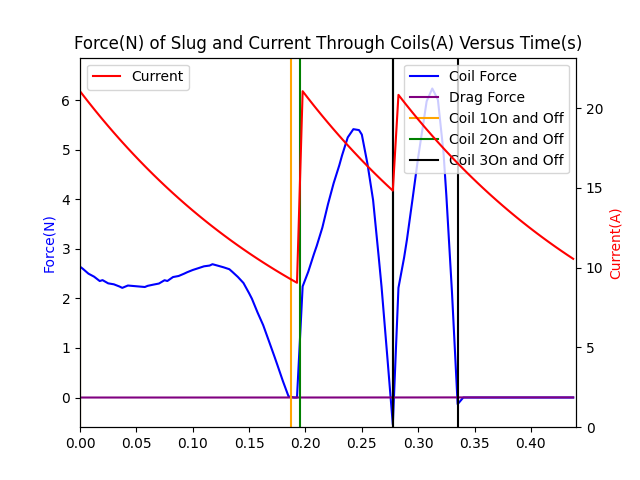 Force(N) of Slug and Current Through Coils(A) Versus Time(s)
Current
Coil Force
Drag Force
Coil 1On and Off
Coil 2On and Off
Coil 3On and Off
Force(N)
6
5
4
3
2
1
0
20
15
10
5
0
Current(A)
0.00 0.05 0.10 0.15 0.20 0.25 0.30 0.35 0.40